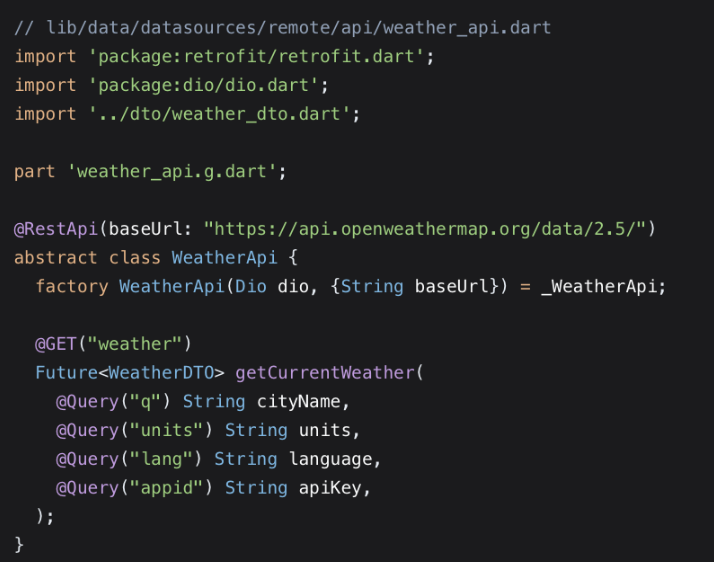 // lib/data/datasources/remote/api/weather_api.dart
import 'package:retrofit/retrofit.dart';
import 'package:dio/dio.dart';
import '../dto/weather_dto.dart';

part 'weather_api.g.dart';

@RestApi(baseUrl: "https://api.openweathermap.org/data/2.5/")
abstract class WeatherApi {
  factory WeatherApi(Dio dio, {String baseUrl}) = _WeatherApi;

  @GET("weather")
  Future<WeatherDTO> getCurrentWeather(
    @Query("q") String cityName,
    @Query("units") String units,
    @Query("lang") String language,
    @Query("appid") String apiKey,
  );
}